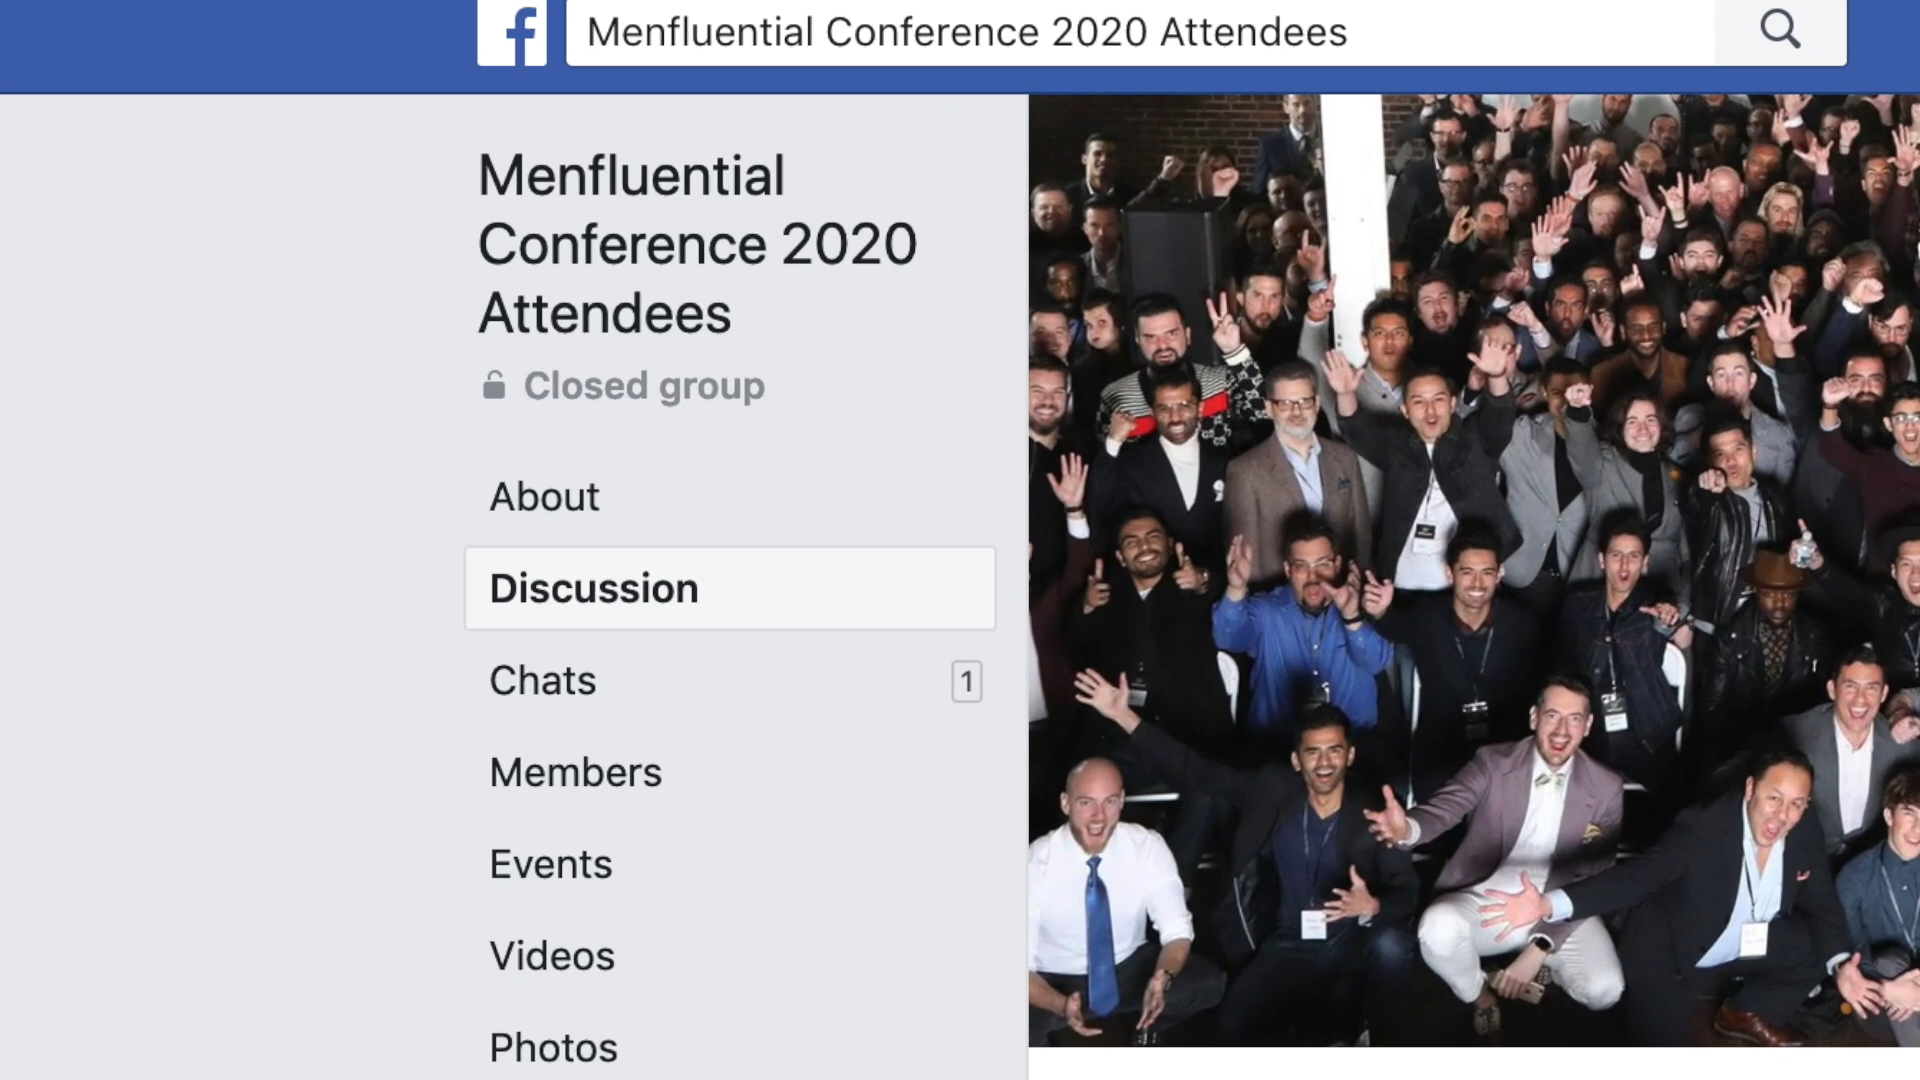 Menfluential Conference 2020 Attendees
Menfluential
Conference 2020
Attendees
Closed group
About
Discussion
Chats
1
Members
Events
Videos
Photos